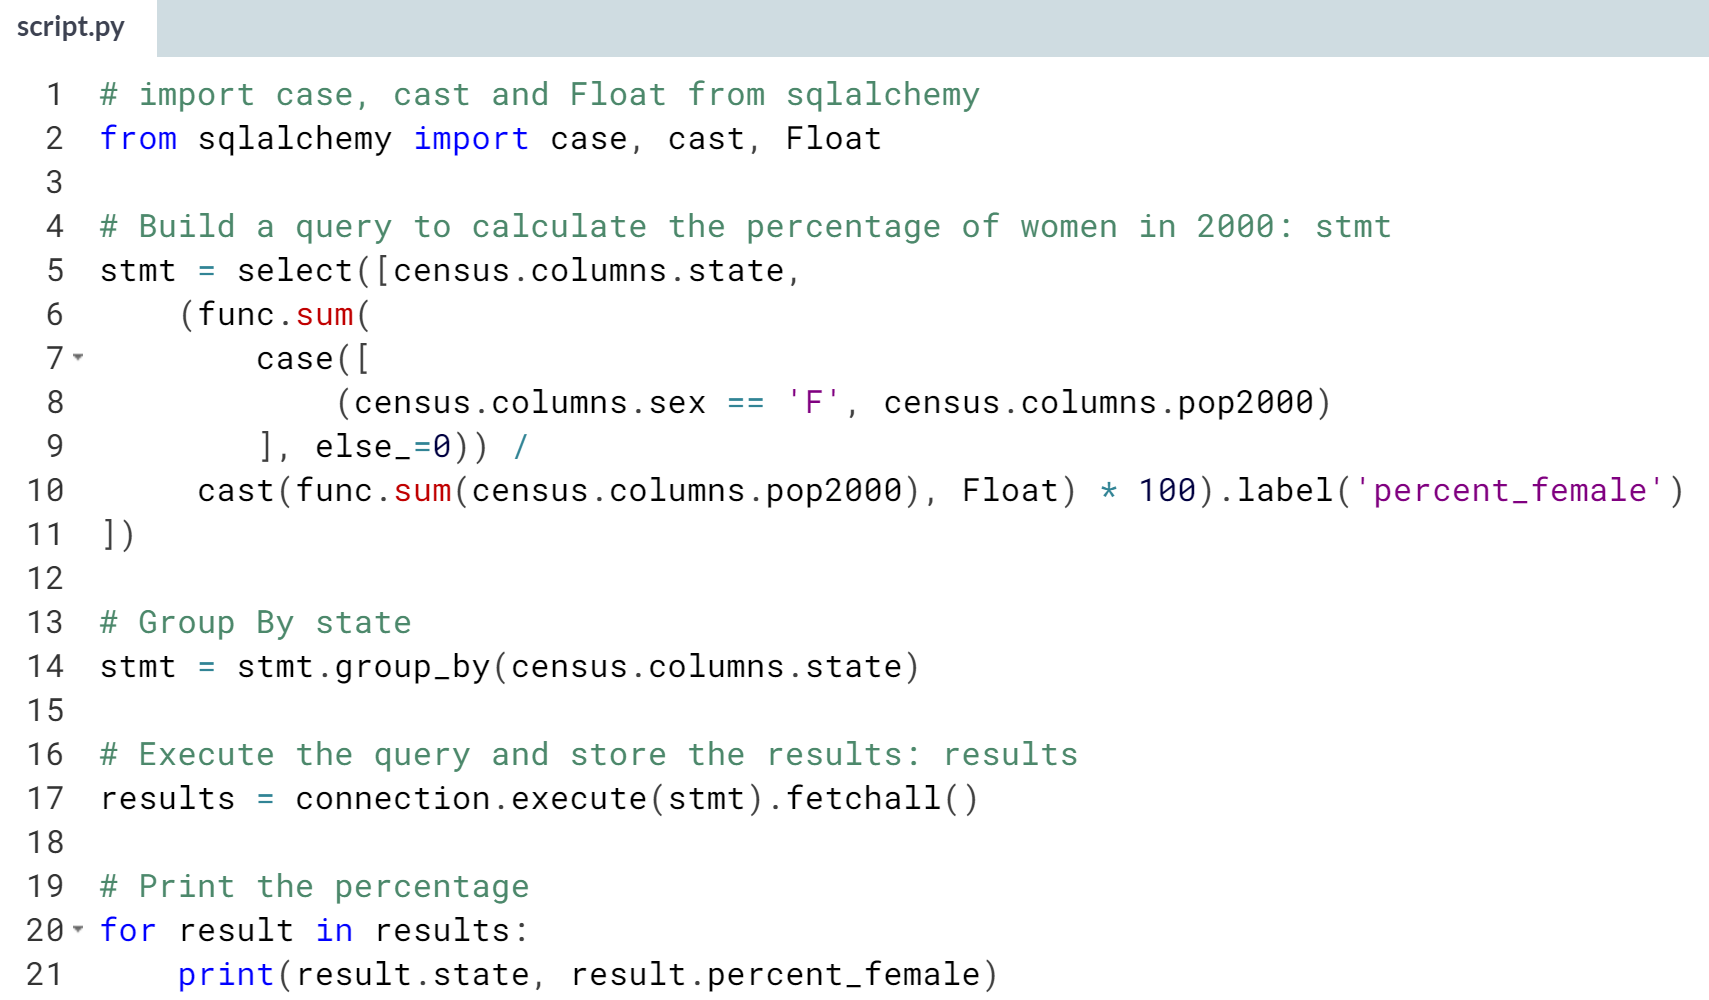 script.py
1 # import case, cast and Float from sqlalchemy
2 from sqlalchemy import case, cast, Float
3
4 # Build a query to calculate the percentage of women in 2000: stmt
5 stmt = select([census.columns.state,
6     (func.sum(
7         case([
8             (census.columns.sex == 'F', census.columns.pop2000)
9         ], else_=0)) /
10      cast(func.sum(census.columns.pop2000), Float) * 100).label('percent_female')
11 ])
12
13 # Group By state
14 stmt = stmt.group_by(census.columns.state)
15
16 # Execute the query and store the results: results
17 results = connection.execute(stmt).fetchall()
18
19 # Print the percentage
20 for result in results:
21     print(result.state, result.percent_female)